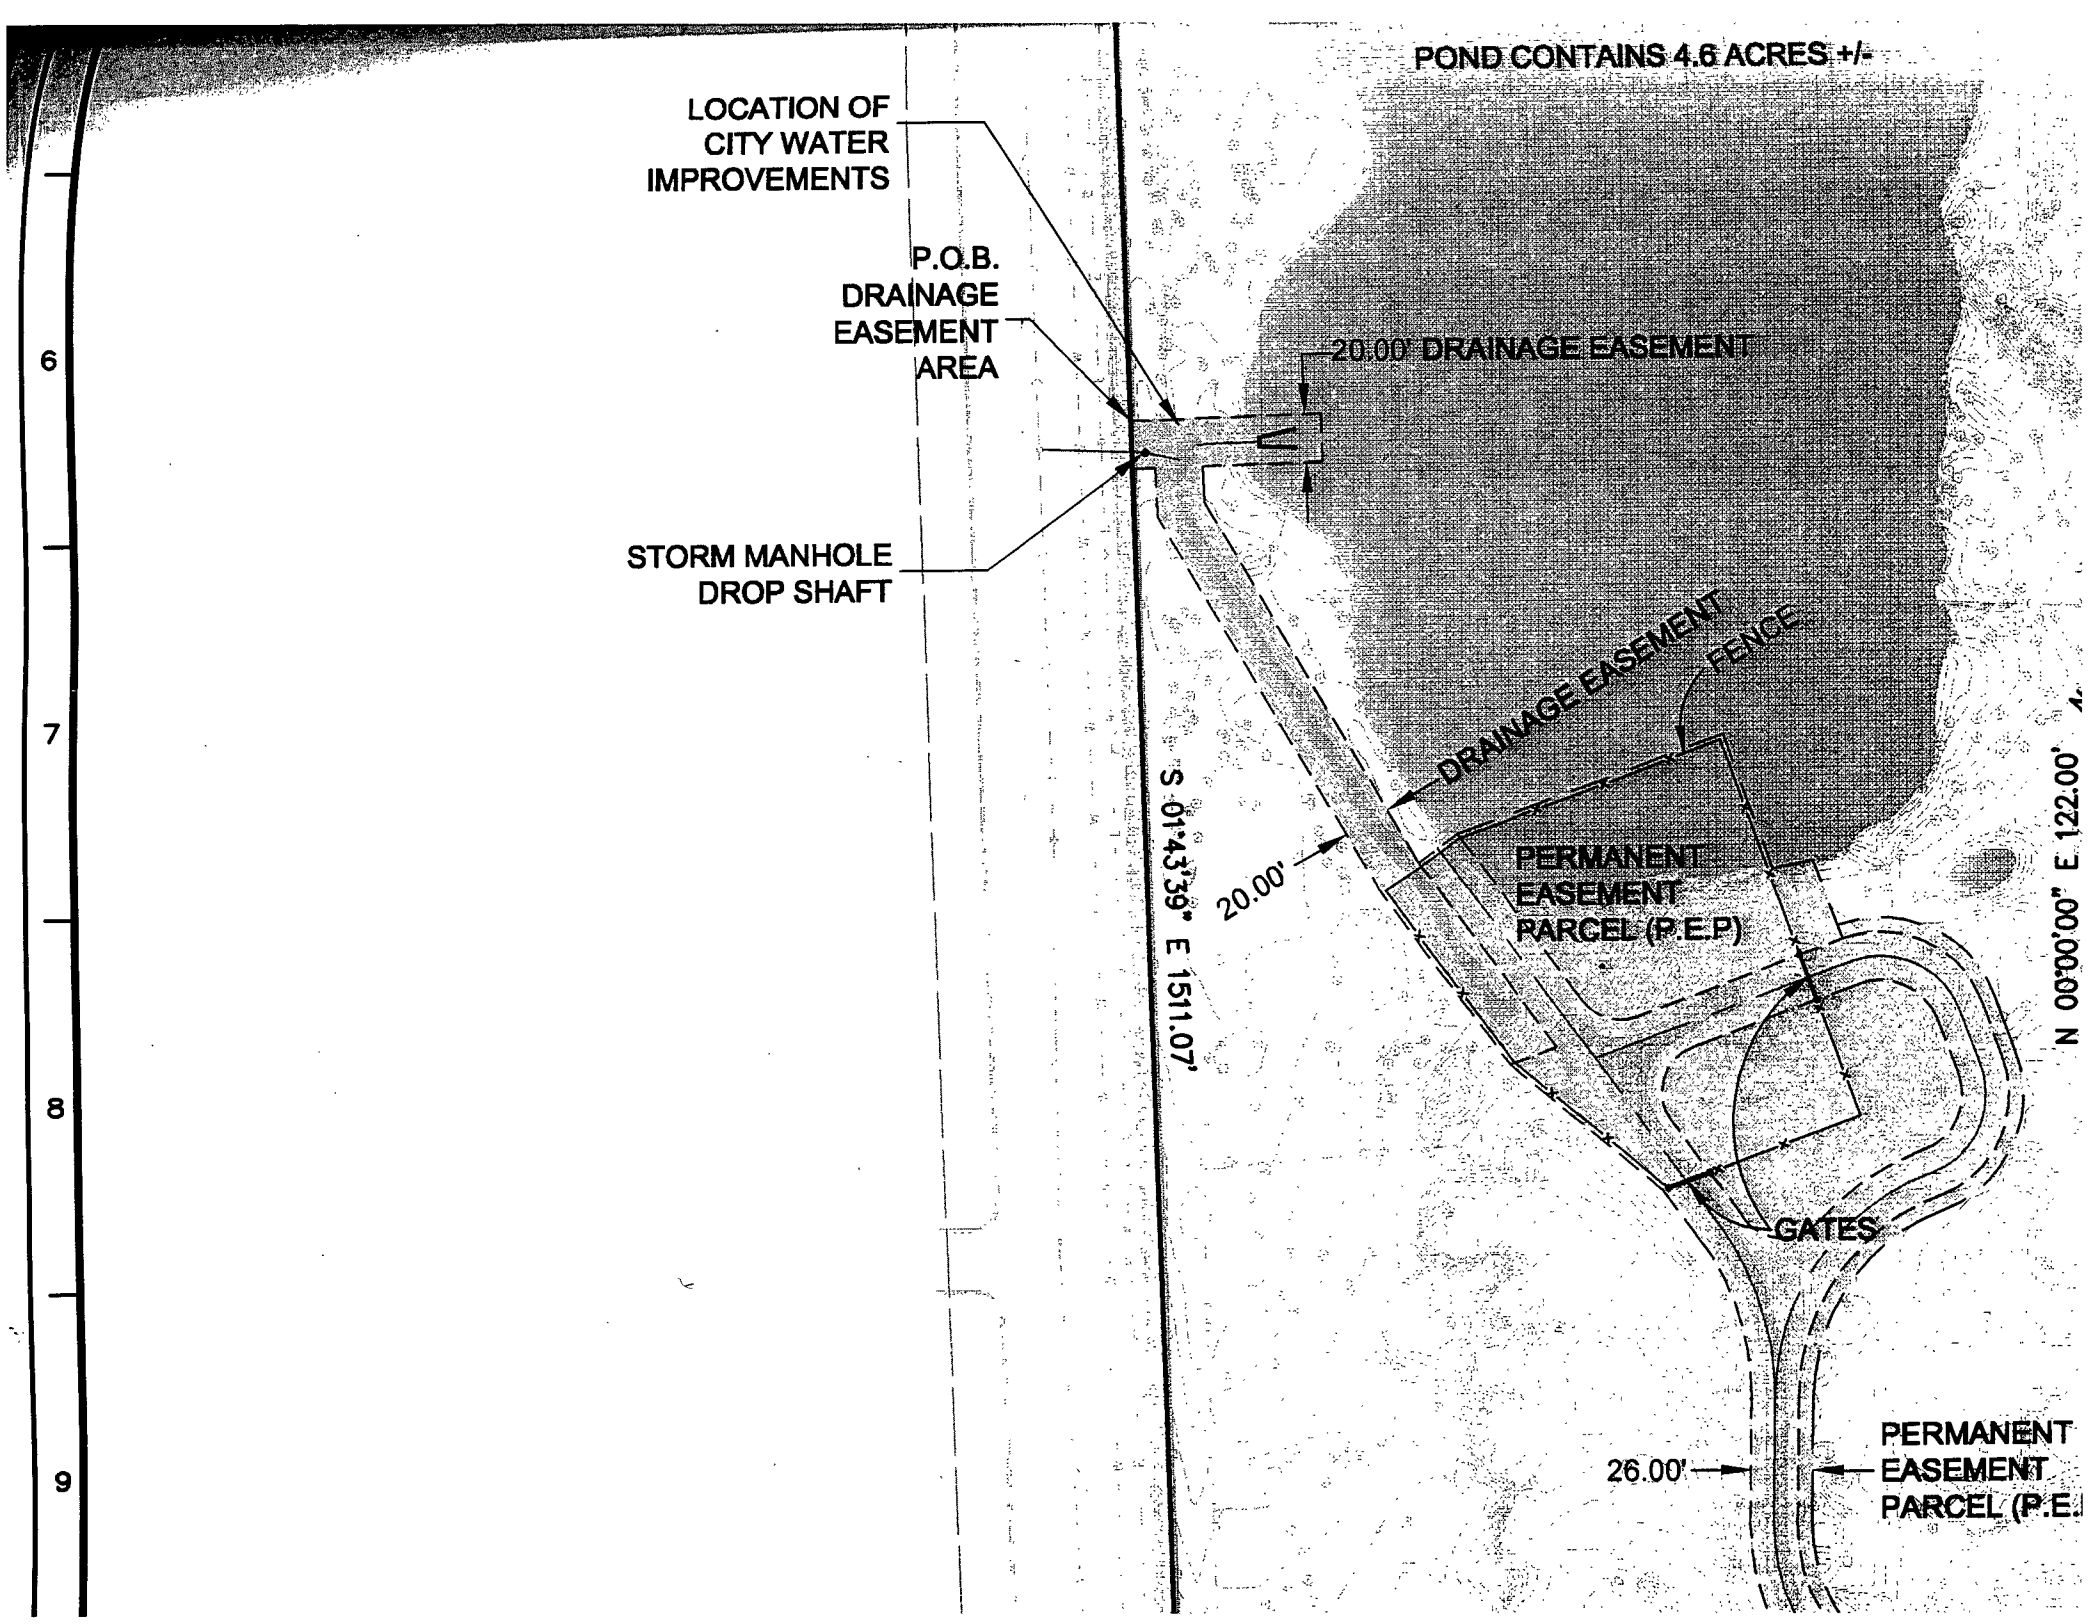 POND CONTAINS 4.6 ACRES +/-
LOCATION OF
CITY WATER
IMPROVEMENTS
P.O.B.
DRAINAGE
EASEMENT
AREA
20.00' DRAINAGE EASEMENT
6
STORM MANHOLE
DROP SHAFT
DRAINAGE EASEMENT
FENCE
7
S 01°43'39" E 1511.07'
20.00'
PERMANENT
EASEMENT
PARCEL (P.E.P)
N 00°00'00" E 122.00'
8
GATES
26.00'
PERMANENT
EASEMENT
PARCEL (P.E.
9